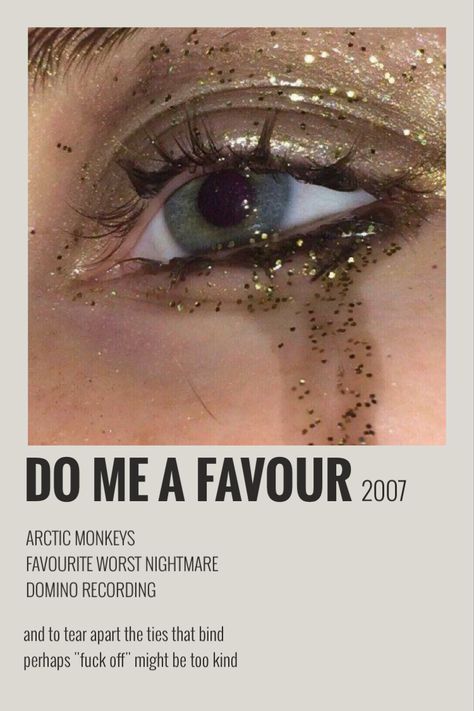 DO ME A FAVOUR 2007
ARCTIC MONKEYS
FAVOURITE WORST NIGHTMARE
DOMINO RECORDING
and to tear apart the ties that bind
perhaps "fuck off" might be too kind